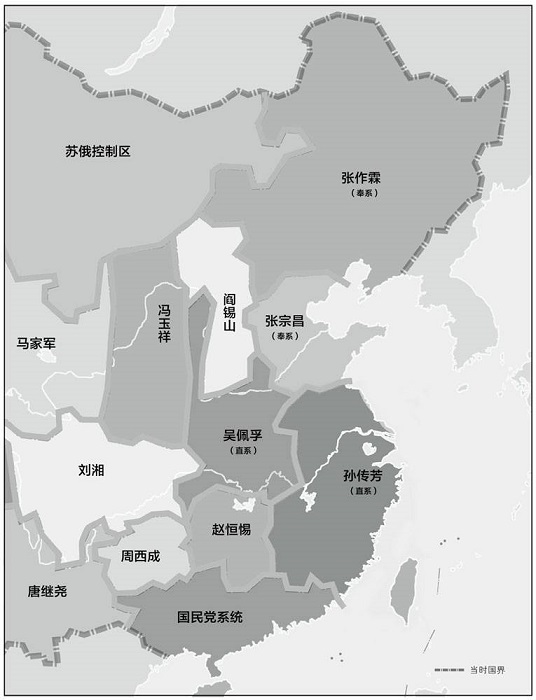 苏俄控制区
张作霖
（奉系）
阎锡山
冯玉祥
张宗昌
（奉系）
马家军
吴佩孚
（直系）
刘湘
孙传芳
（直系）
赵恒惕
周西成
唐继尧
国民党系统
当时国界